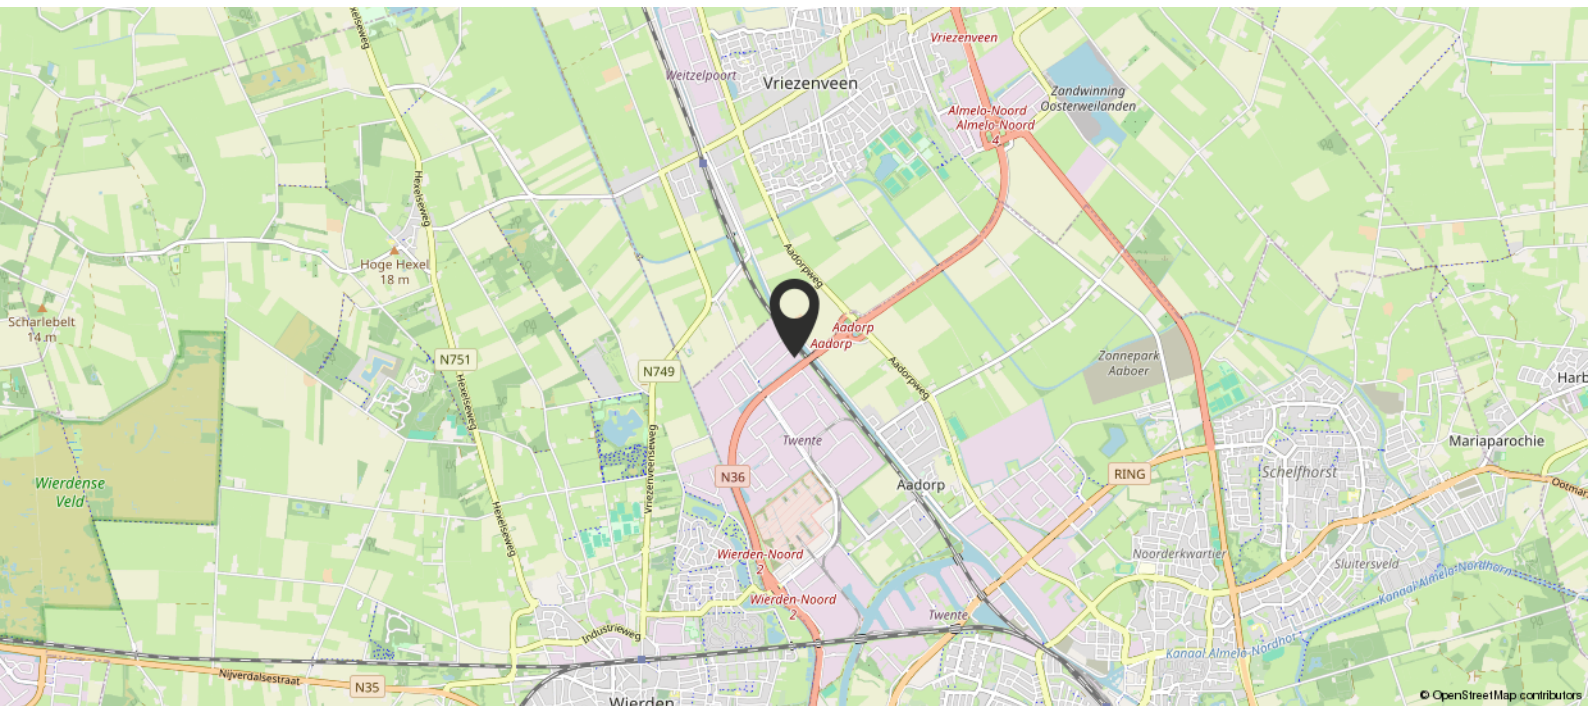 Hexelseweg
Vriezenveen
Weitzelpoort
Vriezenveen
Zandwinning
Oosterweilanden
Almelo-Noord
Almelo-Noord
4
Hexelseweg
Hoge Hexel
18 m
Aadorpweg
Scharlebelt
14 m
Aadorp
Aadorp
N751
N749
Aadorpweg
Zonnepark
Aaboer
Harb
Hexelseweg
Twente
Mariaparochie
Schelfhorst
Wierdense
Veld
Vriezenveenseweg
N36
Aadorp
RING
Ootmar
Hexelseweg
Wierden-Noord
2
Noorderkwartier
Sluitersveld
Kanaal Almelo-Nordhorn
Wierden-Noord
2
Twente
Industrieweg
Kanaal Almelo-Nordhor
Nijverdalsestraat
N35
Wierden
© OpenStreetMap contributors